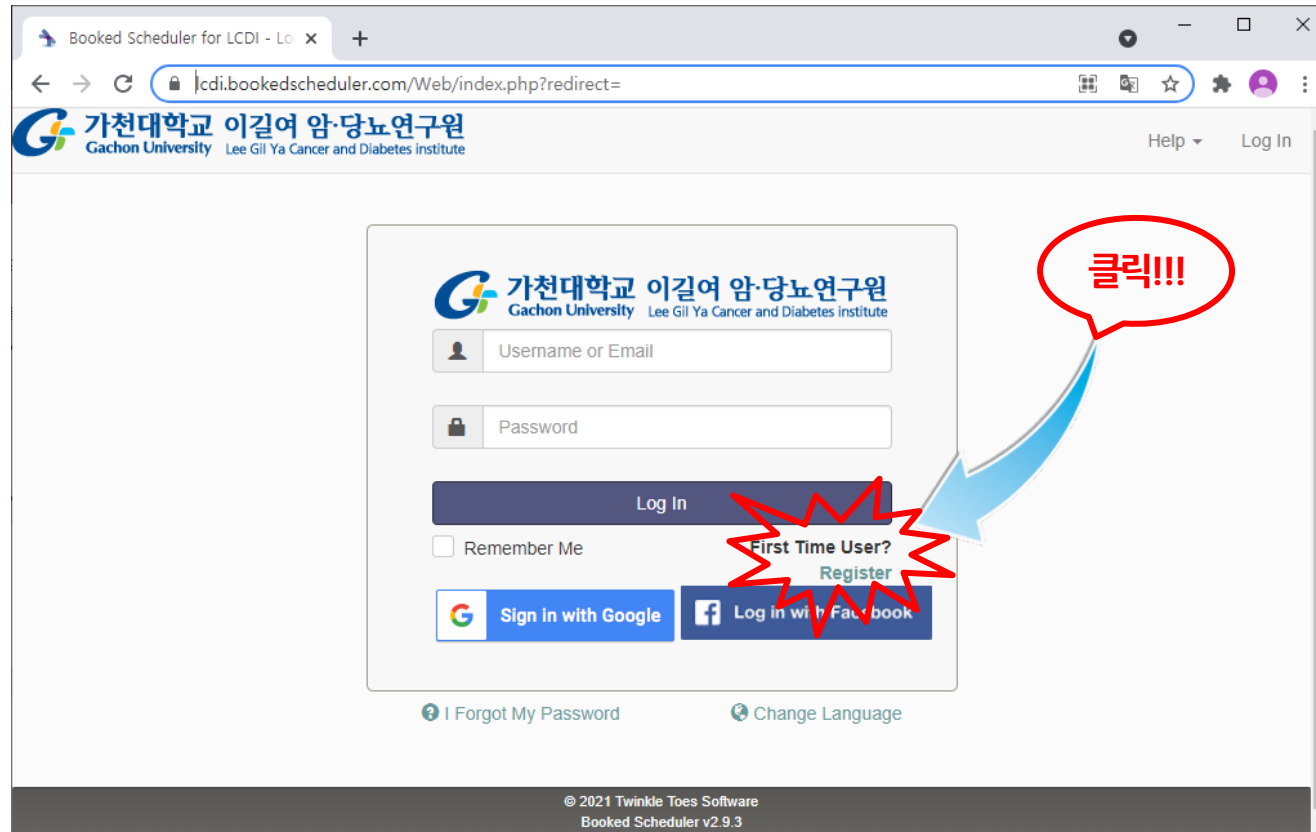 Booked Scheduler for LCDI - Lo
lcdi.bookedscheduler.com/Web/index.php?redirect=
가천대학교 이길여 암·당뇨연구원
Gachon University Lee Gil Ya Cancer and Diabetes institute
Help Log In
클릭!!!
가천대학교 이길여 암·당뇨연구원
Gachon University Lee Gil Ya Cancer and Diabetes institute
Username or Email
Password
Log In
Remember Me
First Time User?
Register
Sign in with Google
Log in with Facebook
I Forgot My Password
Change Language
© 2021 Twinkle Toes Software
Booked Scheduler v2.9.3